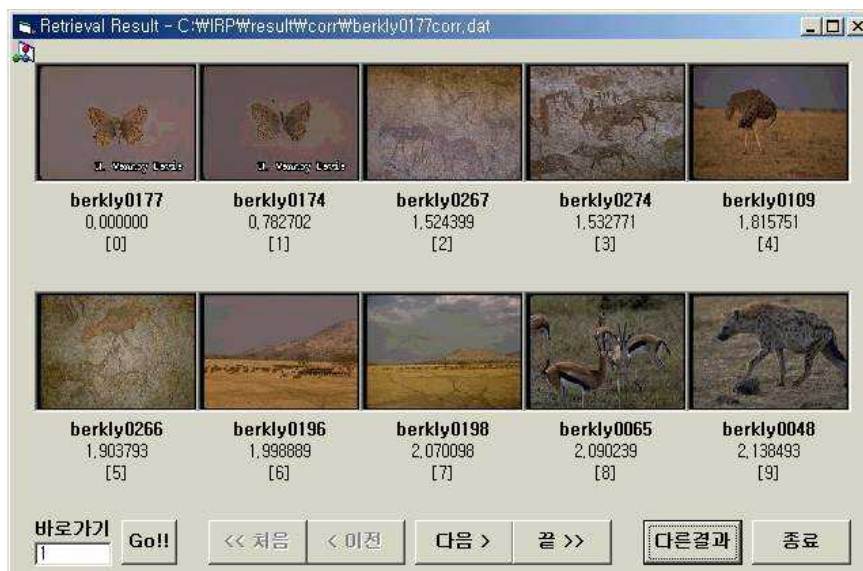 Retrieval Result - C:₩IRP₩result₩corr₩berkly0177corr,dat
berkly0177 berkly0174 berkly0267 berkly0274 berkly0109
0,000000 0,782702 1,524399 1,532771 1,815751
[0] [1] [2] [3] [4]
berkly0266 berkly0196 berkly0198 berkly0065 berkly0048
1,903793 1,998889 2,070098 2,090239 2,138493
[5] [6] [7] [8] [9]
바로가기
1 Go!! << 처음 < 이전 다음 > 끝 >> 다른결과 종료